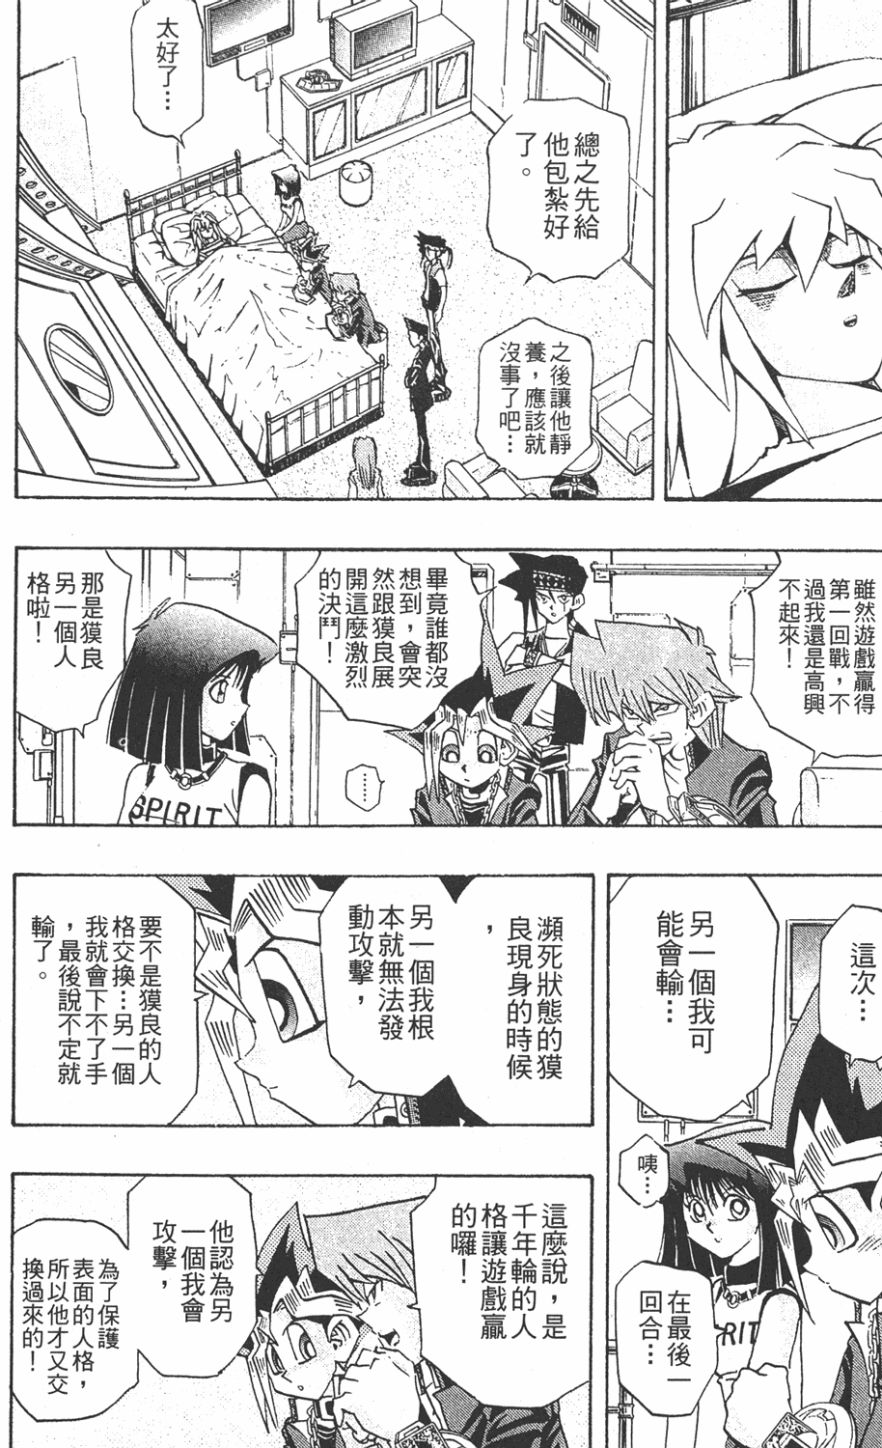 總之先給
他包紮好
了。
之後讓他靜
養，應該就
沒事了吧…
太好了…
雖然遊戲贏得
第一回戰，不
過我還是高興
不起來！
畢竟誰都沒
想到，會突
然跟獏良展
開這麼激烈
的決鬥！
……
那是獏良
另一個人
格啦！
SPIRIT
這次…
另一個我可
能會輸…
咦…
在最後一
回合…
RIT
瀕死狀態的獏
良現身的時候
，
另一個我根
本就無法發
動攻擊，
要不是獏良的人
格交換…另一個
我就會下不了手
，最後說不定就
輸了。
這麼說，是
千年輪的人
格讓遊戲贏
的囉！
他認為另
一個我會
攻擊，
為了保護
表面的人格，
所以他才又交
換過來的！